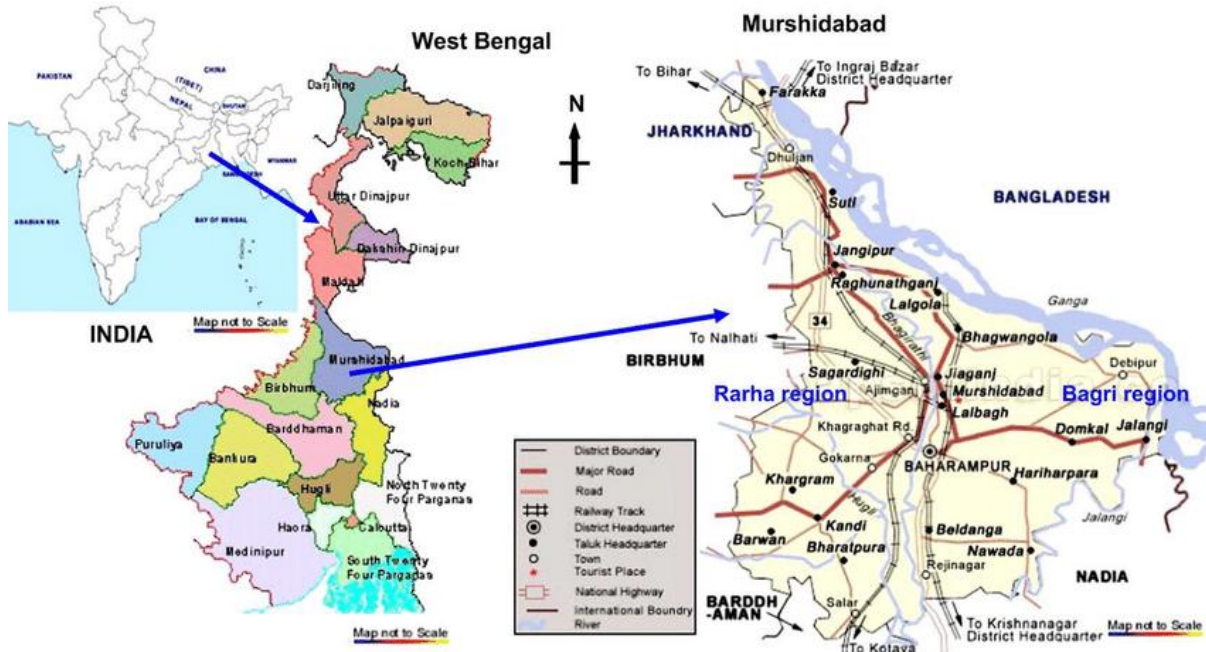 West Bengal
Murshidabad
PAKISTAN
CHINA
(TIBET)
NEPAL
BHUTAN
MYANMAR
ARABIAN SEA
BAY OF BENGAL
INDIA
Map not to Scale
N
Darjiling
Jalpaiguri
Koch-Bihar
Uttar Dinajpur
Dakshin Dinajpur
Maldah
Murshidabad
Birbhum
Nadia
Barddhaman
Puruliya
Bankura
Hugli
North Twenty
Four Parganas
Haora
Calcutta
Medinipur
South Twenty
Four Parganas
Map not to Scale
To Bihar
To Ingraj Bazar
District Headquarter
Farakka
JHARKHAND
Dhuljan
BANGLADESH
Suti
Jangipur
Raghunathganj
Lalgola
Ganga
34
Bhagirathi
Bhagwangola
To Nalhati
BIRBHUM
Sagardighi
Debipur
Jiaganj
Ajimganj
Murshidabad
Rarha region
Bagri region
Lalbagh
Khagraghat Rd.
Domkal
Jalangi
Gokarna
BAHARAMPUR
Hariharpara
Khargram
Hugli
Jalangi
Kandi
Beldanga
Barwan
Bharatpura
Nawada
Rejinagar
NADIA
BARDDH
-AMAN
Salar
To Krishnanagar
District Headquarter
To Kotaya
Map not to Scale
District Boundary
Major Road
Road
Railway Track
District Headquarter
Taluk Headquarter
Town
Tourist Place
National Highway
International Boundry
River